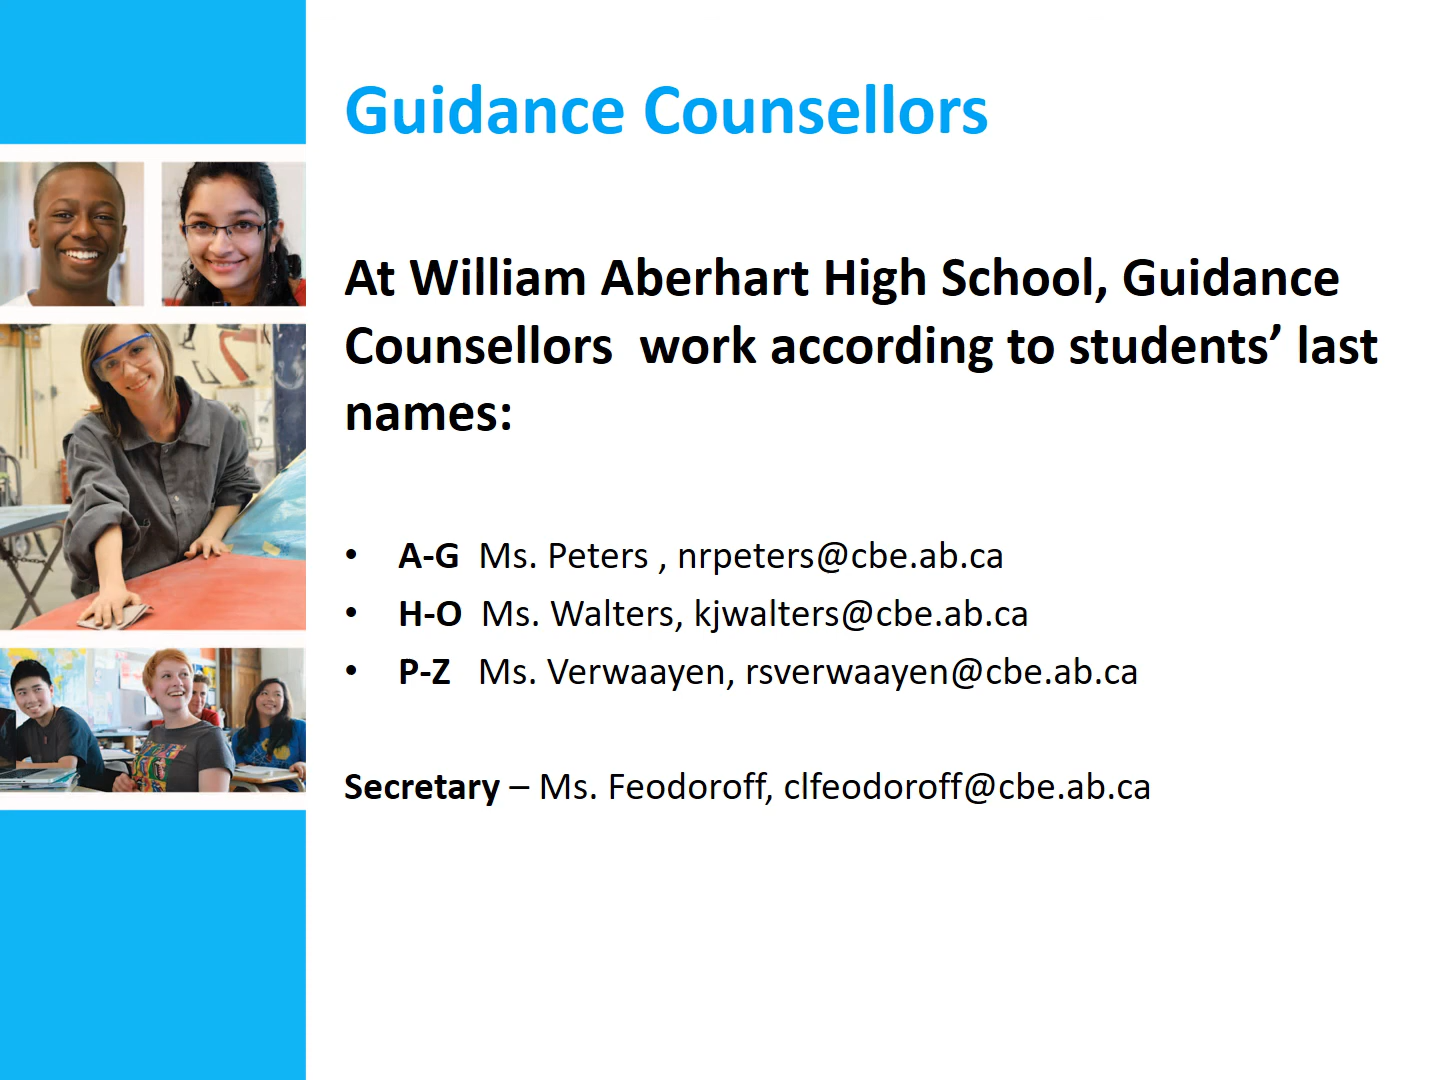 Guidance Counsellors
At William Aberhart High School, Guidance
Counsellors  work according to students’ last
names:
• A-G  Ms. Peters , nrpeters@cbe.ab.ca
• H-O  Ms. Walters, kjwalters@cbe.ab.ca
• P-Z  Ms. Verwaayen, rsverwaayen@cbe.ab.ca
Secretary – Ms. Feodoroff, clfeodoroff@cbe.ab.ca